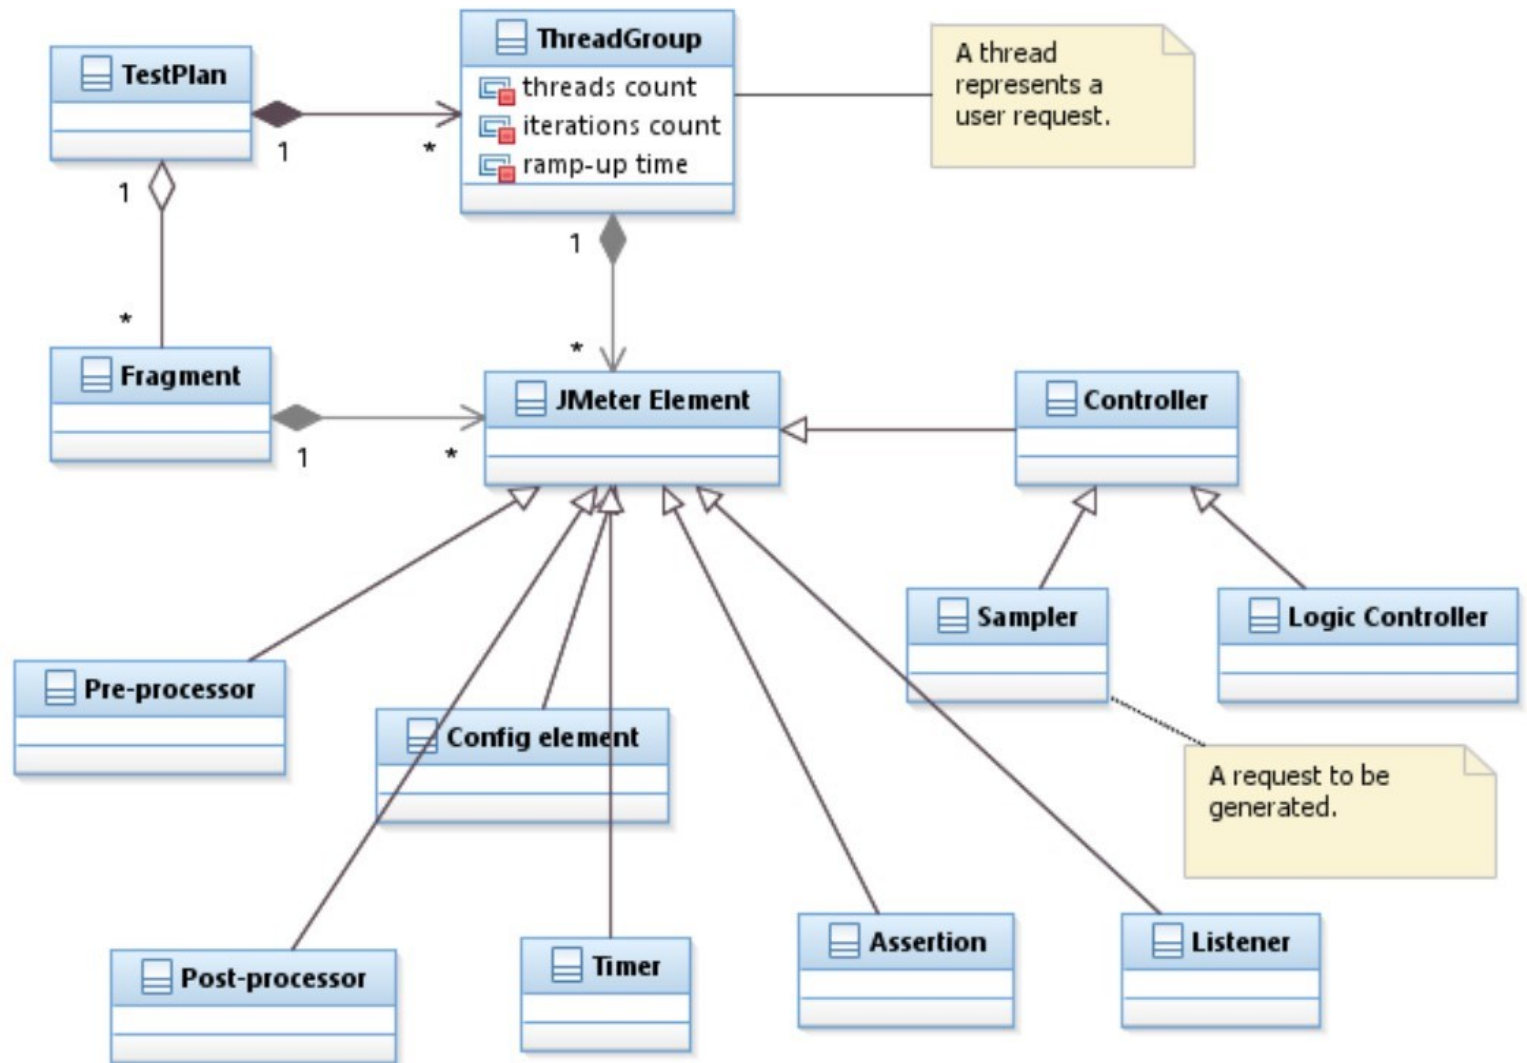 TestPlan
ThreadGroup
threads count
iterations count
ramp-up time
A thread
represents a
user request.
1
*
1
*
1
*
Fragment
1
*
JMeter Element
Controller
Sampler
Logic Controller
Pre-processor
Config element
A request to be
generated.
Post-processor
Timer
Assertion
Listener